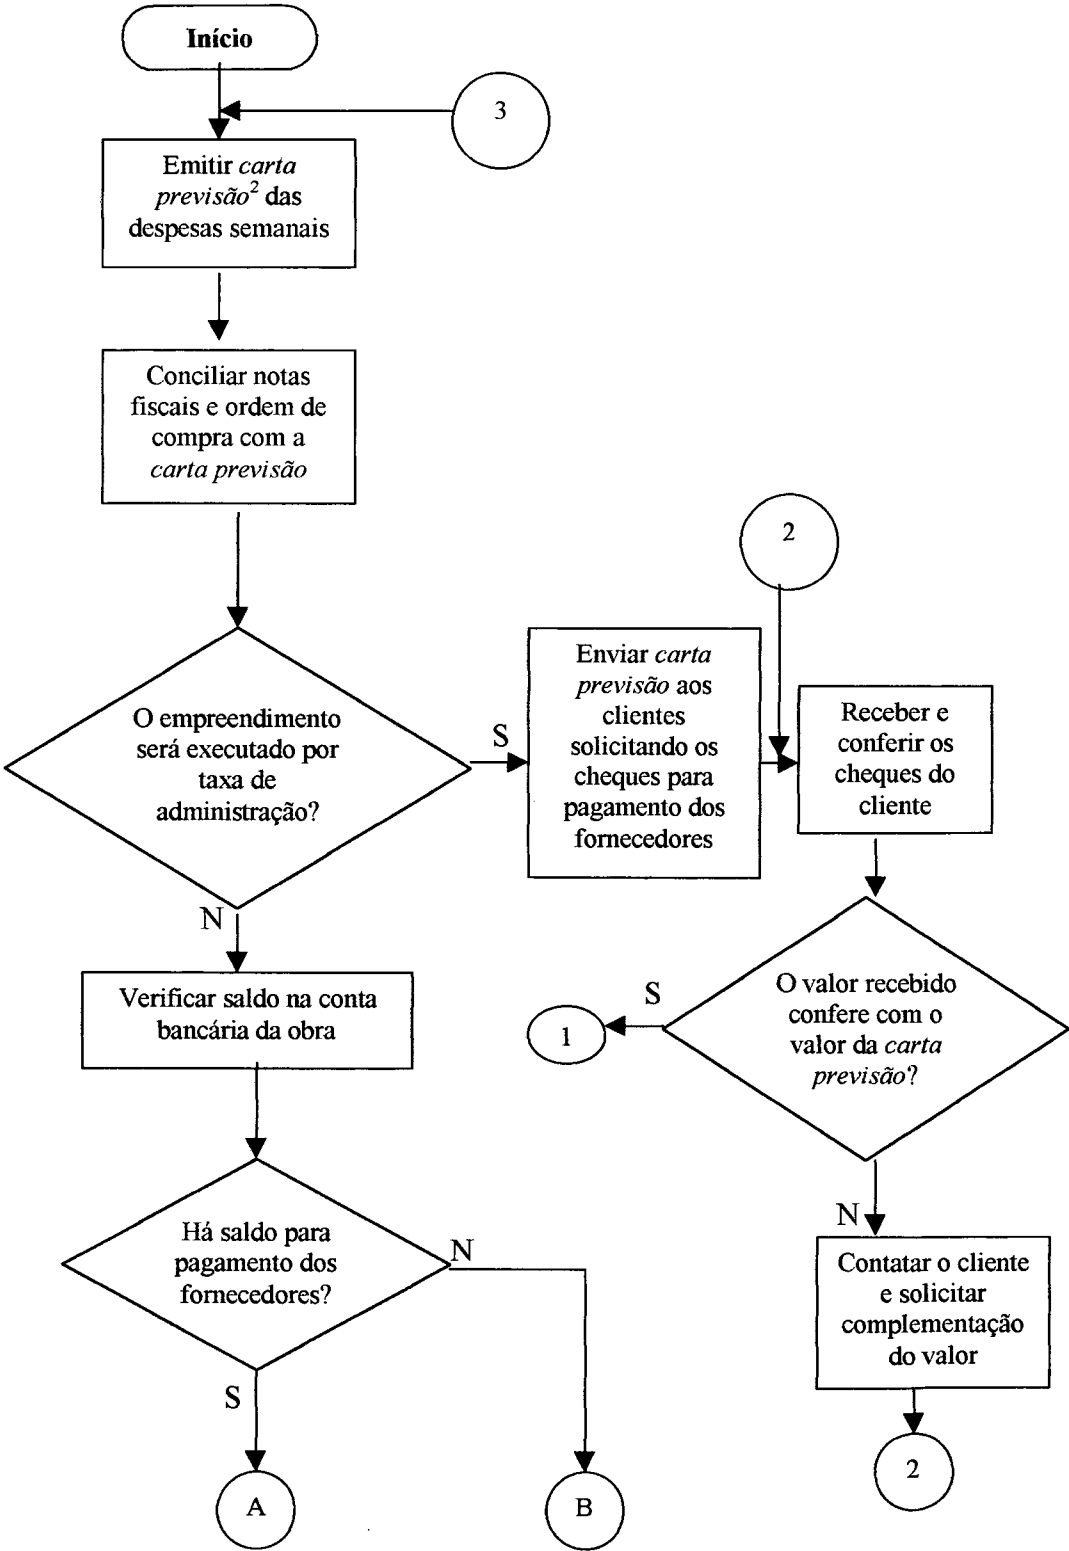 Início
3
Emitir carta
previsão² das
despesas semanais
Conciliar notas
fiscais e ordem de
compra com a
carta previsão
2
O empreendimento
será executado por
taxa de
administração?
S
Enviar carta
previsão aos
clientes
solicitando os
cheques para
pagamento dos
fornecedores
Receber e
conferir os
cheques do
cliente
N
Verificar saldo na conta
bancária da obra
O valor recebido
confere com o
valor da carta
previsão?
S
1
N
Há saldo para
pagamento dos
fornecedores?
N
S
Contatar o cliente
e solicitar
complementação
do valor
2
A
B